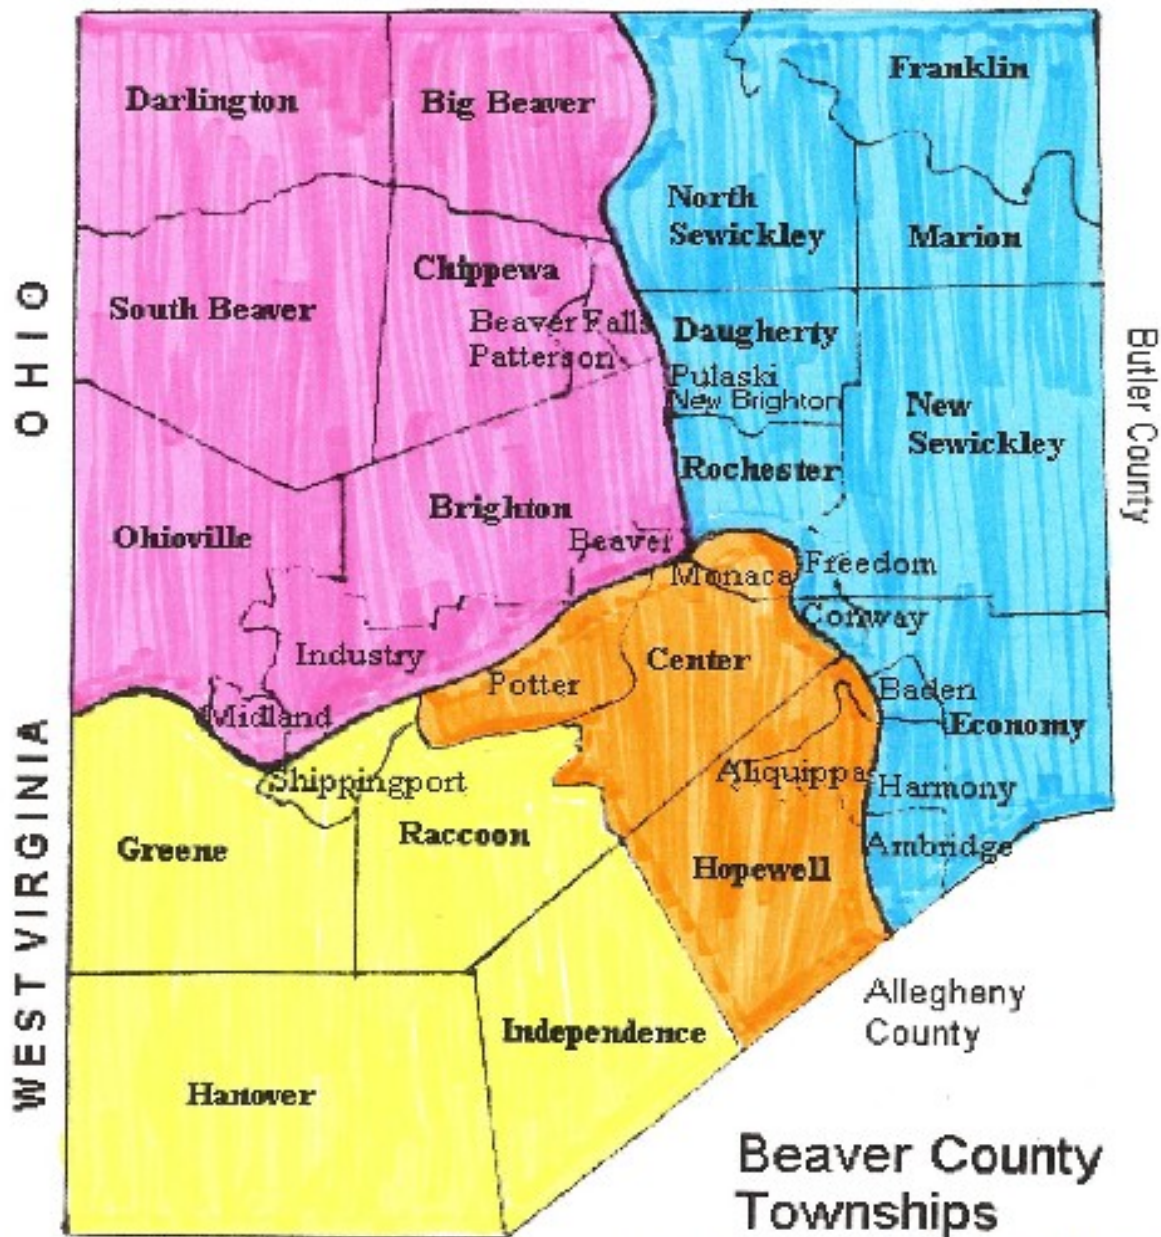 Franklin
Darlington
Big Beaver
North
Sewickley
Marion
Chippewa
South Beaver
Beaver Falls
Patterson
Daugherty
Pulaski
New Brighton
New
Sewickley
Rochester
Brighton
Ohioville
Beaver
Monaca
Freedom
Conway
Industry
Center
Potter
Baden
Midland
Economy
Shippingport
Aliquippa
Harmony
Raccoon
Greene
Ambridge
Hopewell
Independence
Hanover
OHIO
WEST VIRGINIA
Butler County
Allegheny
County
Beaver County
Townships